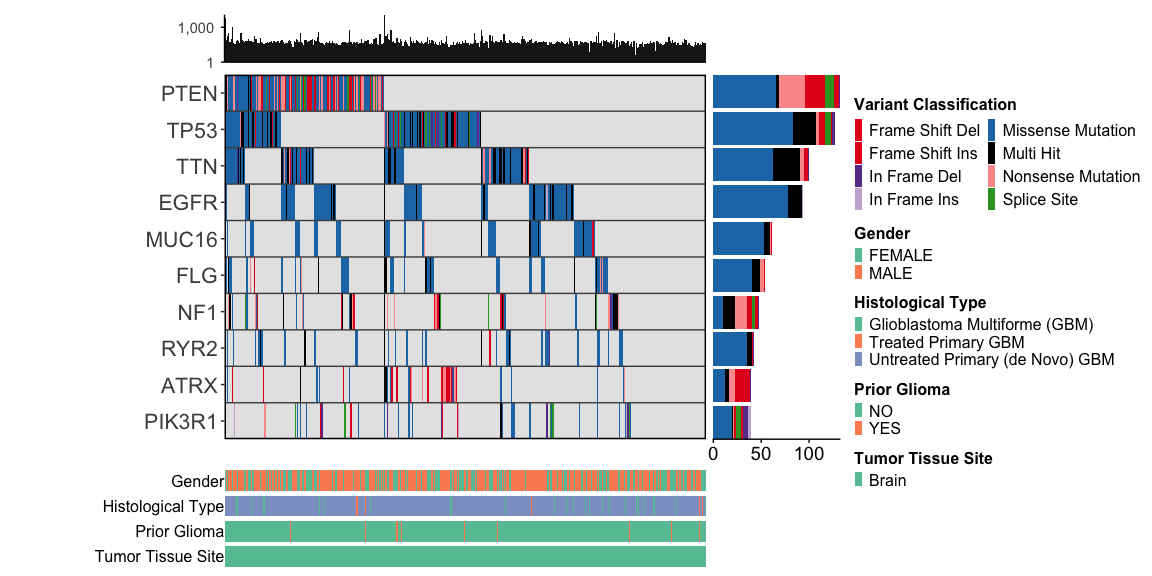 1,000
1
PTEN
TP53
TTN
EGFR
MUC16
FLG
NF1
RYR2
ATRX
PIK3R1
0 50 100
Gender
Histological Type
Prior Glioma
Tumor Tissue Site
Variant Classification
Frame Shift Del Missense Mutation
Frame Shift Ins Multi Hit
In Frame Del Nonsense Mutation
In Frame Ins Splice Site
Gender
FEMALE
MALE
Histological Type
Glioblastoma Multiforme (GBM)
Treated Primary GBM
Untreated Primary (de Novo) GBM
Prior Glioma
NO
YES
Tumor Tissue Site
Brain